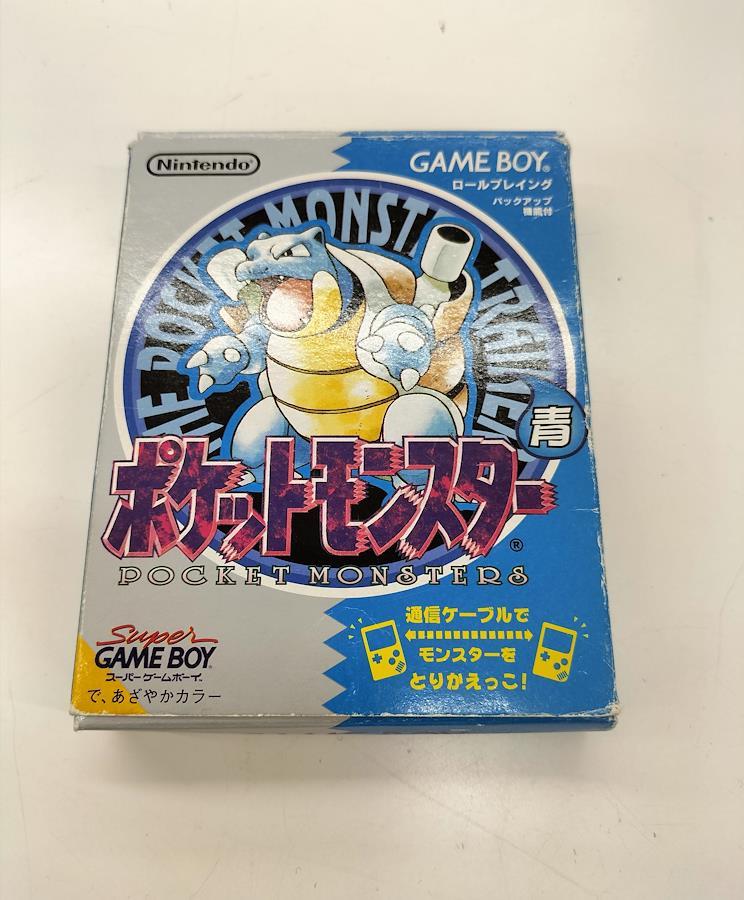 Nintendo®
GAME BOY®
ロールプレイング
バックアップ
機能付
THE POCKET MONSTER TRAINER
青
ポケットモンスター®
POCKET MONSTERS
Super
GAME BOY.
スーパーゲームボーイ.
で、あざやかカラー
通信ケーブルで
モンスターを
とりかえっこ!